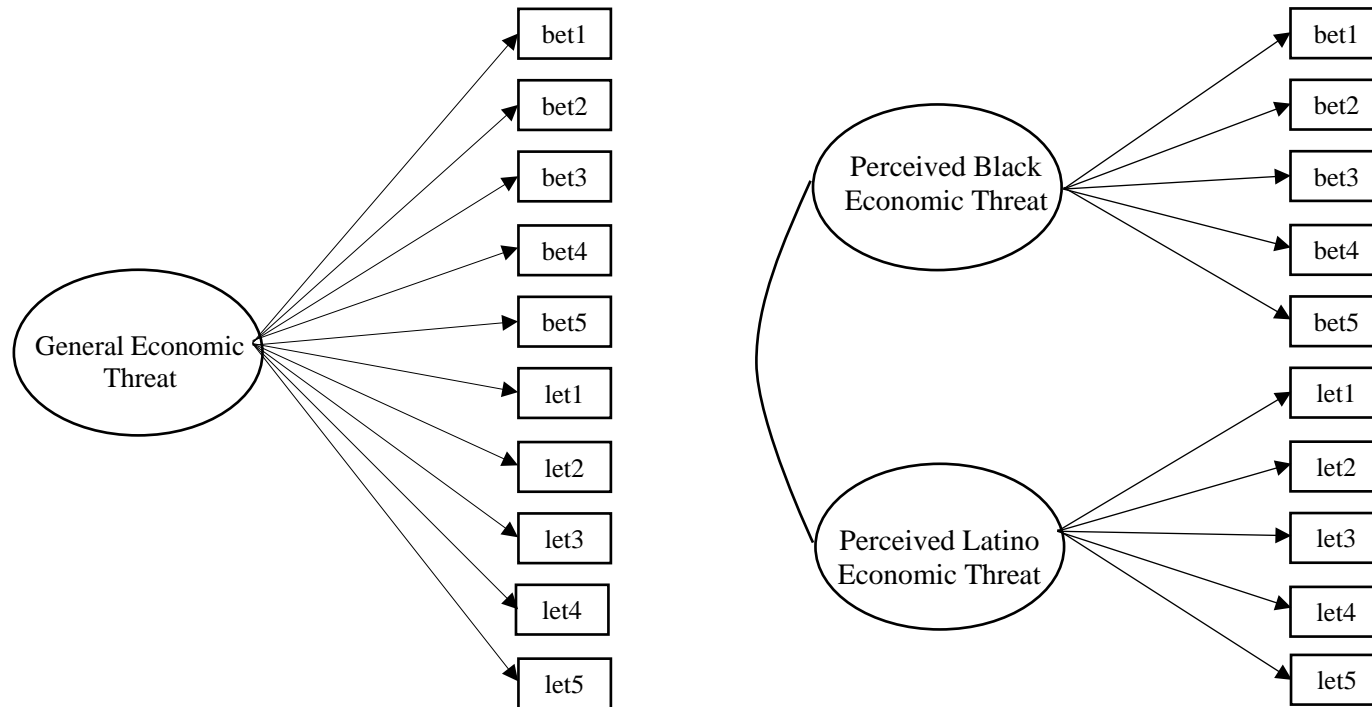 General Economic
Threat
bet1
bet2
bet3
bet4
bet5
let1
let2
let3
let4
let5
Perceived Black
Economic Threat
Perceived Latino
Economic Threat
bet1
bet2
bet3
bet4
bet5
let1
let2
let3
let4
let5